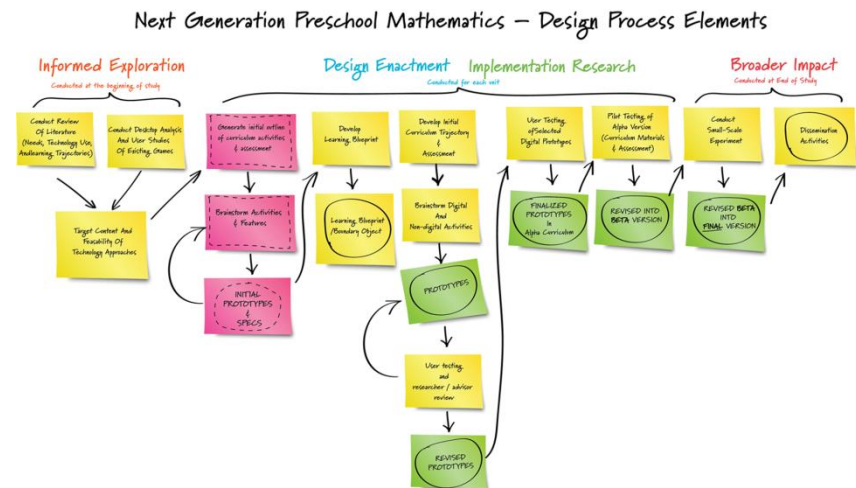 Next Generation Preschool Mathematics – Design Process Elements
Informed Exploration
Conducted at the beginning of study
Design Enactment
Implementation Research
Conducted for each unit
Broader Impact
Conducted at End of Study
Conduct Review
Of Literature
(Needs, Technology Use,
Andlearning Trajectories)
Conduct Desktop Analysis
And User Studies
Of Existing Games
Target Content And
Feasability Of
Technology Approaches
Generate initial outline
of curriculum activities
& assessment
Brainstorm Activities
& Features
INITIAL
PROTOTYPES
&
SPECS
Develop
Learning Blueprint
Learning Blueprint
/Boundary Object
Develop Initial
Curriculum Trajectory
&
Assessment
Brainstorm Digital
And
Non-digital Activities
PROTOTYPES
User testing
and
researcher / advisor
review
REVISED
PROTOTYPES
User Testing
ofSelected
Digital Prototypes
FINALIZED
PROTOTYPES
In
Alpha Curriculum
Pilot Testing of
Alpha Version
(Curriculum Materials
& Assessment)
REVISED INTO
BETA VERSION
Conduct
Small-Scale
Experiment
REVISED BETA
INTO
FINAL VERSION
Dissemination
Activities